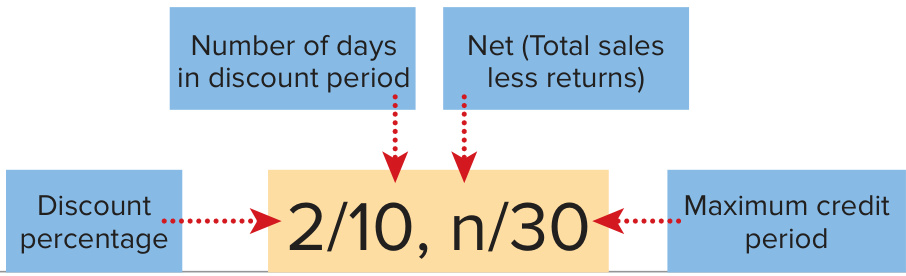 Number of days
in discount period
Net (Total sales
less returns)
Discount
percentage
2/10, n/30
Maximum credit
period